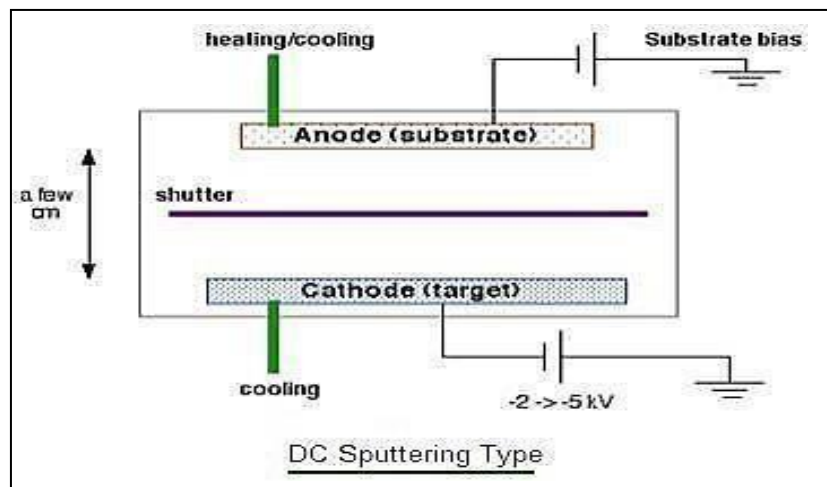 healing/cooling
Substrate bias
Anode (substrate)
a few
cm
shutter
Cathode (target)
cooling
-2 -> -5 kV
DC Sputtering Type